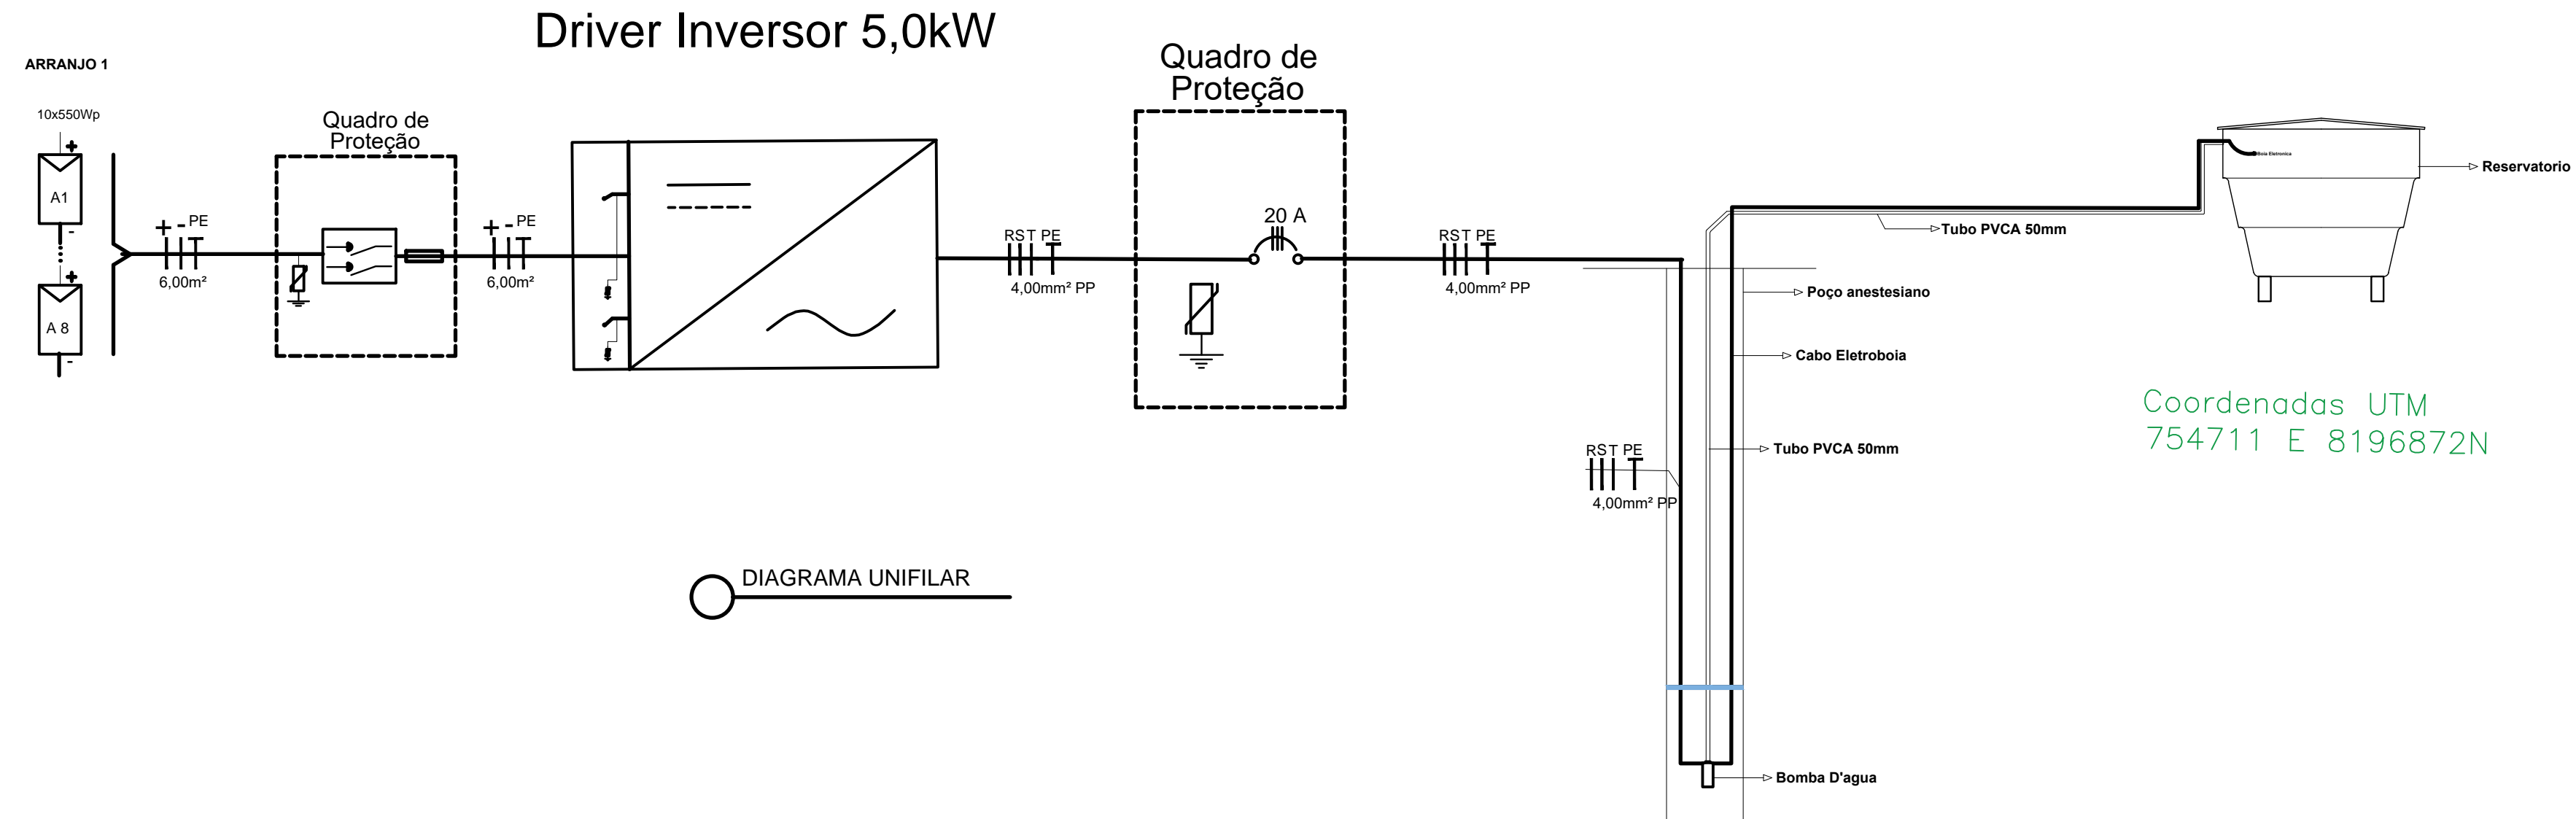 Driver Inversor 5,0kW
ARRANJO 1
10x550Wp
+
A1
-
+
A 8
-
+ - PE
6,00m²
Quadro de
Proteção
+ - PE
6,00m²
RST PE
4,00mm² PP
Quadro de
Proteção
20 A
RST PE
4,00mm² PP
RST PE
4,00mm² PP
Boia Eletronica
Reservatorio
Tubo PVCA 50mm
Poço anestesiano
Cabo Eletroboia
Tubo PVCA 50mm
Bomba D'agua
Coordenadas UTM
754711 E 8196872N
DIAGRAMA UNIFILAR